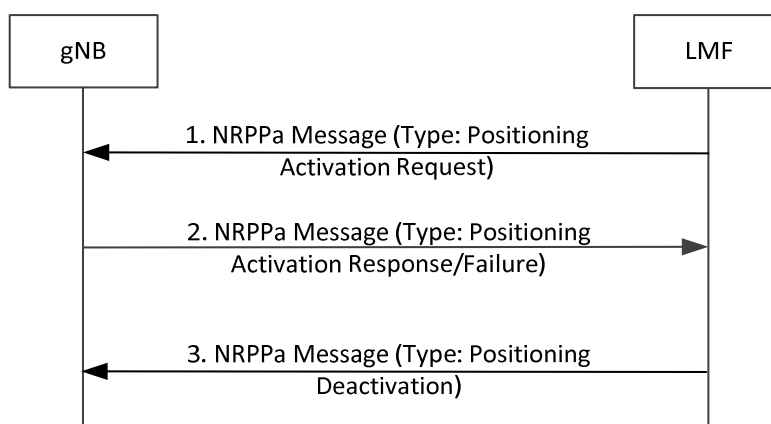 gNB
LMF
1. NRPPa Message (Type: Positioning
Activation Request)
2. NRPPa Message (Type: Positioning
Activation Response/Failure)
3. NRPPa Message (Type: Positioning
Deactivation)